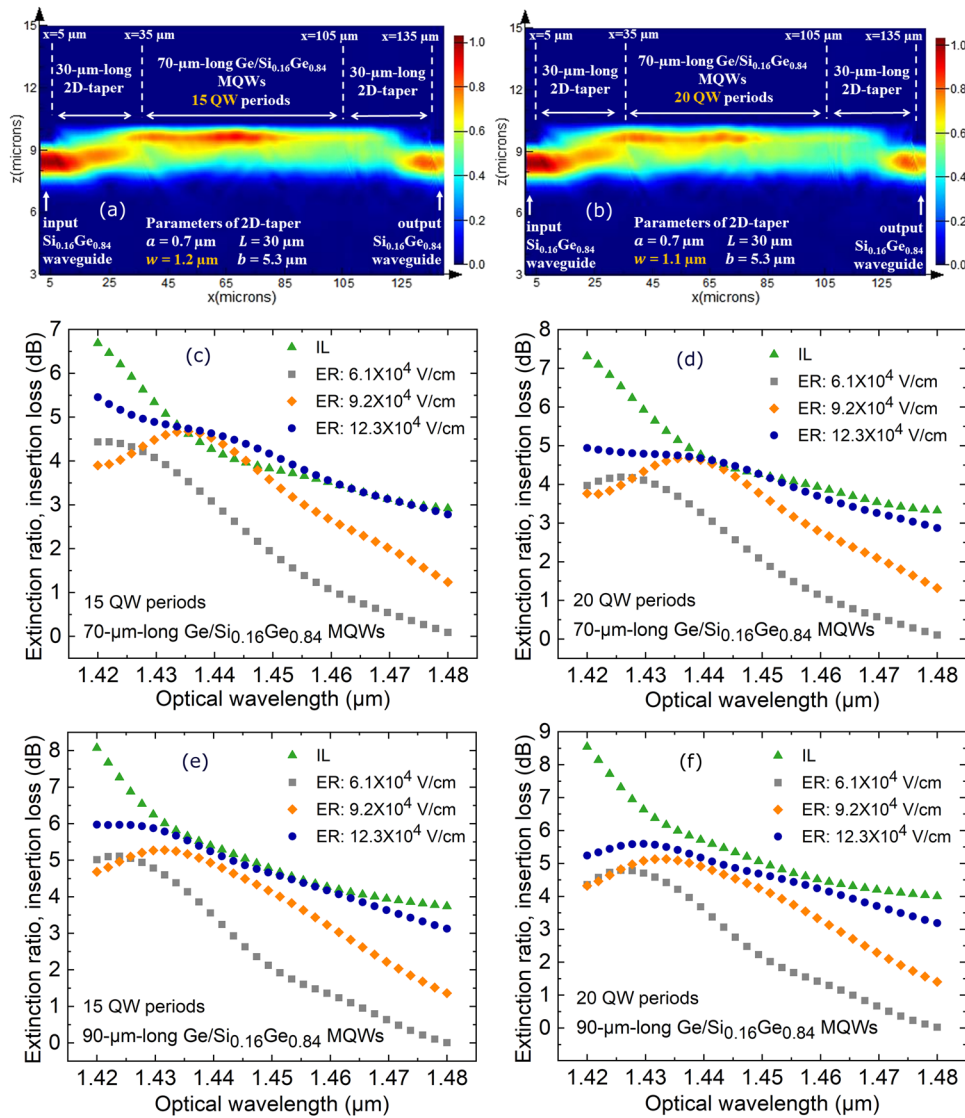 15
12
9
6
3
z(microns)
x=5 μm
x=35 μm
x=105 μm
x=135 μm
30-μm-long
2D-taper
70-μm-long Ge/Si0.16Ge0.84
MQWs
15 QW periods
30-μm-long
2D-taper
(a)
input
Si0.16Ge0.84
waveguide
Parameters of 2D-taper
a = 0.7 μm L = 30 μm
w = 1.2 μm b = 5.3 μm
output
Si0.16Ge0.84
waveguide
5 25 45 65 85 105 125
x(microns)
1.0
0.8
0.6
0.4
0.2
0.0
15
12
9
6
3
z(microns)
x=5 μm
x=35 μm
x=105 μm
x=135 μm
30-μm-long
2D-taper
70-μm-long Ge/Si0.16Ge0.84
MQWs
20 QW periods
30-μm-long
2D-taper
(b)
input
Si0.16Ge0.84
waveguide
Parameters of 2D-taper
a = 0.7 μm L = 30 μm
w = 1.1 μm b = 5.3 μm
output
Si0.16Ge0.84
waveguide
5 25 45 65 85 105 125
x(microns)
1.0
0.8
0.6
0.4
0.2
0.0
Extinction ratio, insertion loss (dB)
7
6
5
4
3
2
1
0
(c)
IL
ER: 6.1X10^4 V/cm
ER: 9.2X10^4 V/cm
ER: 12.3X10^4 V/cm
15 QW periods
70-μm-long Ge/Si0.16Ge0.84 MQWs
1.42 1.43 1.44 1.45 1.46 1.47 1.48
Optical wavelength (μm)
Extinction ratio, insertion loss (dB)
8
7
6
5
4
3
2
1
0
(d)
IL
ER: 6.1X10^4 V/cm
ER: 9.2X10^4 V/cm
ER: 12.3X10^4 V/cm
20 QW periods
70-μm-long Ge/Si0.16Ge0.84 MQWs
1.42 1.43 1.44 1.45 1.46 1.47 1.48
Optical wavelength (μm)
Extinction ratio, insertion loss (dB)
8
7
6
5
4
3
2
1
0
(e)
IL
ER: 6.1X10^4 V/cm
ER: 9.2X10^4 V/cm
ER: 12.3X10^4 V/cm
15 QW periods
90-μm-long Ge/Si0.16Ge0.84 MQWs
1.42 1.43 1.44 1.45 1.46 1.47 1.48
Optical wavelength (μm)
Extinction ratio, insertion loss (dB)
9
8
7
6
5
4
3
2
1
0
(f)
IL
ER: 6.1X10^4 V/cm
ER: 9.2X10^4 V/cm
ER: 12.3X10^4 V/cm
20 QW periods
90-μm-long Ge/Si0.16Ge0.84 MQWs
1.42 1.43 1.44 1.45 1.46 1.47 1.48
Optical wavelength (μm)